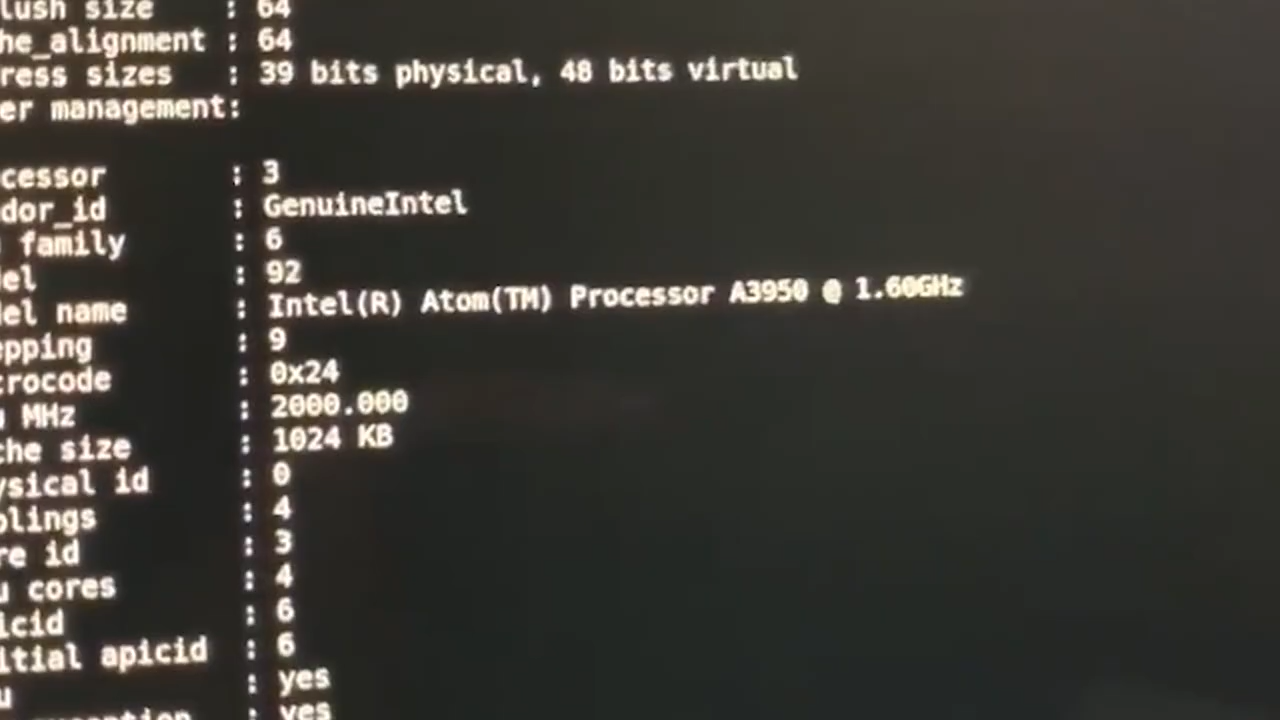 lush size : 64
he_alignment : 64
ress sizes : 39 bits physical, 48 bits virtual
er management:
cessor : 3
dor_id : GenuineIntel
family : 6
el : 92
el name : Intel(R) Atom(TM) Processor A3950 @ 1.60GHz
epping : 9
crocode : 0x24
u MHz : 2000.000
che size : 1024 KB
ysical id : 0
blings : 4
re id : 3
u cores : 4
icid : 6
itial apicid : 6
u : yes
exception : yes